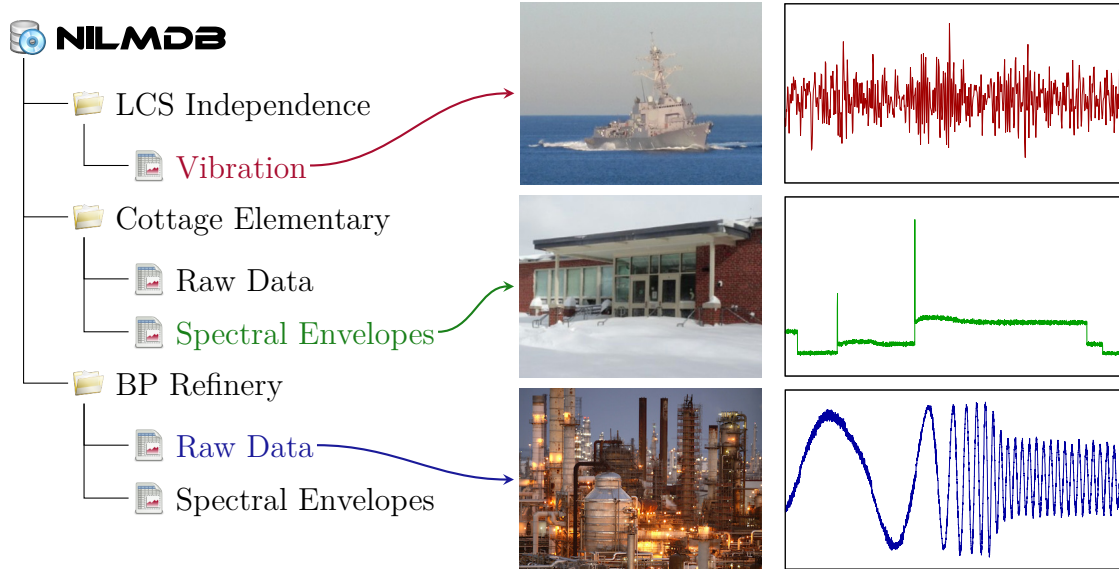 NILMDB
LCS Independence
Vibration
Cottage Elementary
Raw Data
Spectral Envelopes
BP Refinery
Raw Data
Spectral Envelopes